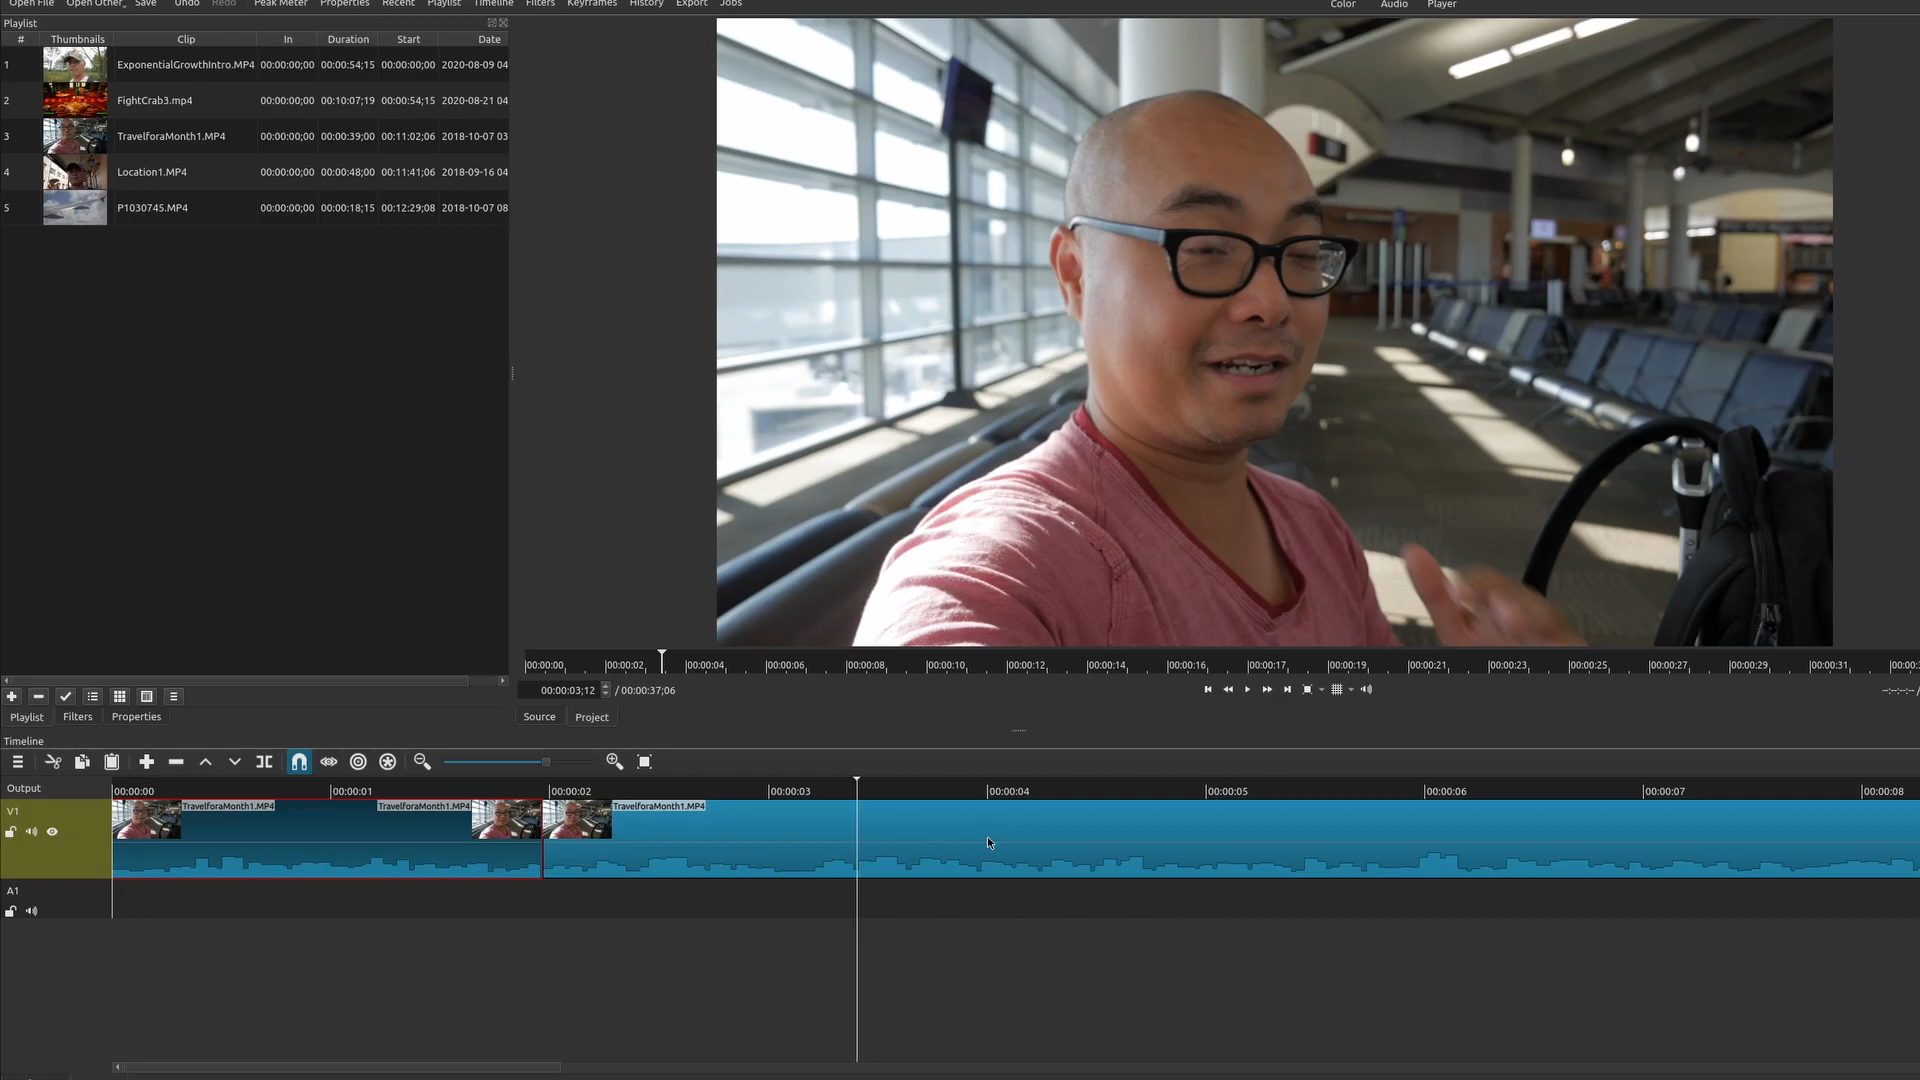 Open File Open Other Save Undo Redo Peak Meter Properties Recent Playlist Timeline Filters Keyframes History Export Jobs
Color Audio Player
Playlist
# Thumbnails Clip In Duration Start Date
1 ExponentialGrowthIntro.MP4 00:00:00;00 00:00:54;15 00:00:00;00 2020-08-09 04
2 FightCrab3.mp4 00:00:00;00 00:10:07;19 00:00:54;15 2020-08-21 04
3 TravelforaMonth1.MP4 00:00:00;00 00:00:39;00 00:11:02;06 2018-10-07 03
4 Location1.MP4 00:00:00;00 00:00:48;00 00:11:41;06 2018-09-16 04
5 P1030745.MP4 00:00:00;00 00:00:18;15 00:12:29;08 2018-10-07 08
00:00:00 00:00:02 00:00:04 00:00:06 00:00:08 00:00:10 00:00:12 00:00:14 00:00:16 00:00:17 00:00:19 00:00:21 00:00:23 00:00:25 00:00:27 00:00:29 00:00:31 00:00:
00:00:03;12 / 00:00:37;06 --:--:--:-- /
Playlist Filters Properties
Source Project
Timeline
Output 00:00:00 00:00:01 00:00:02 00:00:03 00:00:04 00:00:05 00:00:06 00:00:07 00:00:08
V1 TravelforaMonth1.MP4 TravelforaMonth1.MP4 TravelforaMonth1.MP4
A1